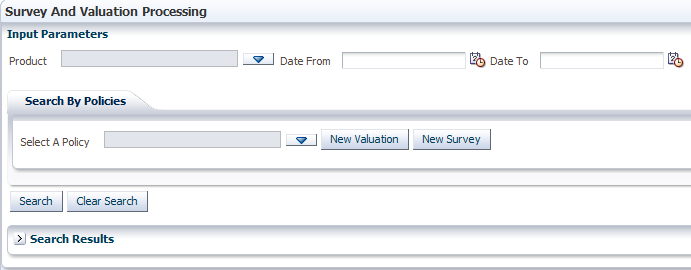 Survey And Valuation Processing
Input Parameters
Product Date From Date To
Search By Policies
Select A Policy New Valuation New Survey
Search Clear Search
Search Results